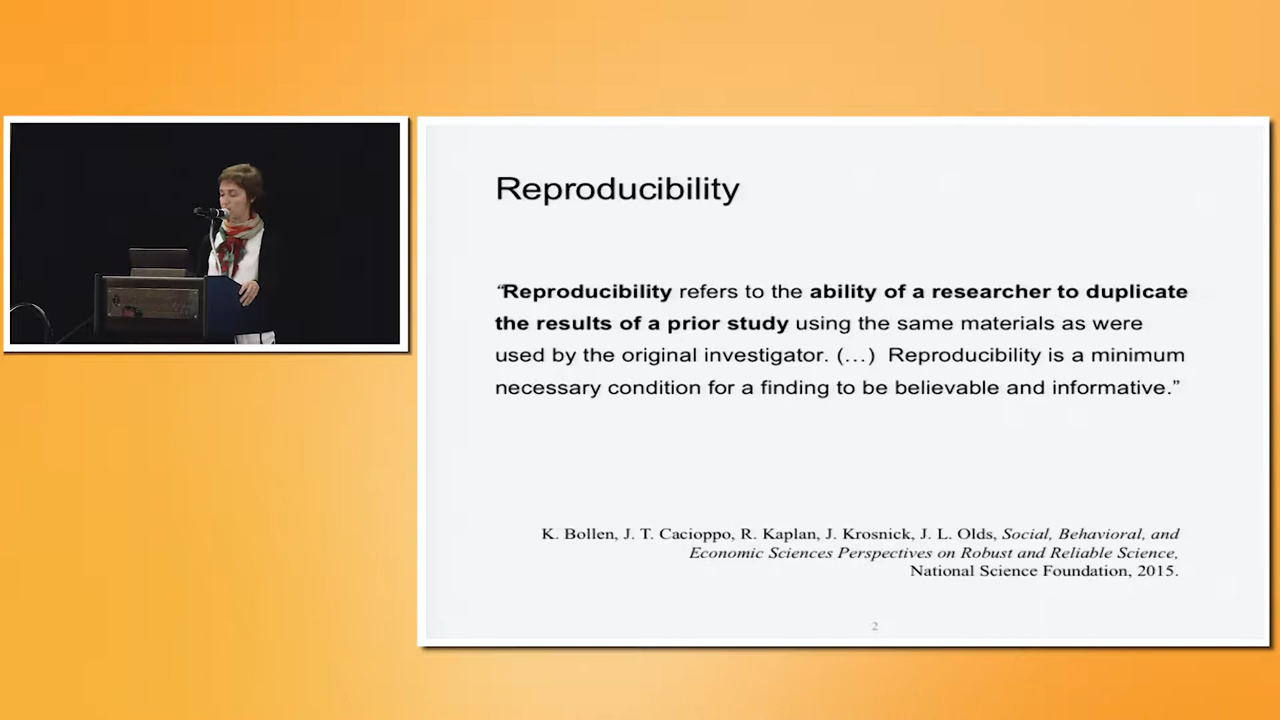 Reproducibility
“Reproducibility refers to the ability of a researcher to duplicate
the results of a prior study using the same materials as were
used by the original investigator. (…) Reproducibility is a minimum
necessary condition for a finding to be believable and informative.”
K. Bollen, J. T. Cacioppo, R. Kaplan, J. Krosnick, J. L. Olds, Social, Behavioral, and
Economic Sciences Perspectives on Robust and Reliable Science,
National Science Foundation, 2015.
2